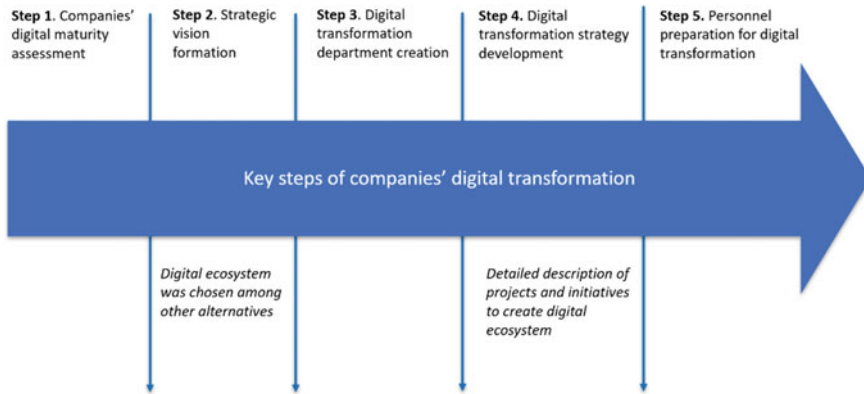 Step 1. Companies’
digital maturity
assessment
Step 2. Strategic
vision
formation
Step 3. Digital
transformation
department creation
Step 4. Digital
transformation strategy
development
Step 5. Personnel
preparation for digital
transformation
Key steps of companies’ digital transformation
Digital ecosystem
was chosen among
other alternatives
Detailed description of
projects and initiatives
to create digital
ecosystem